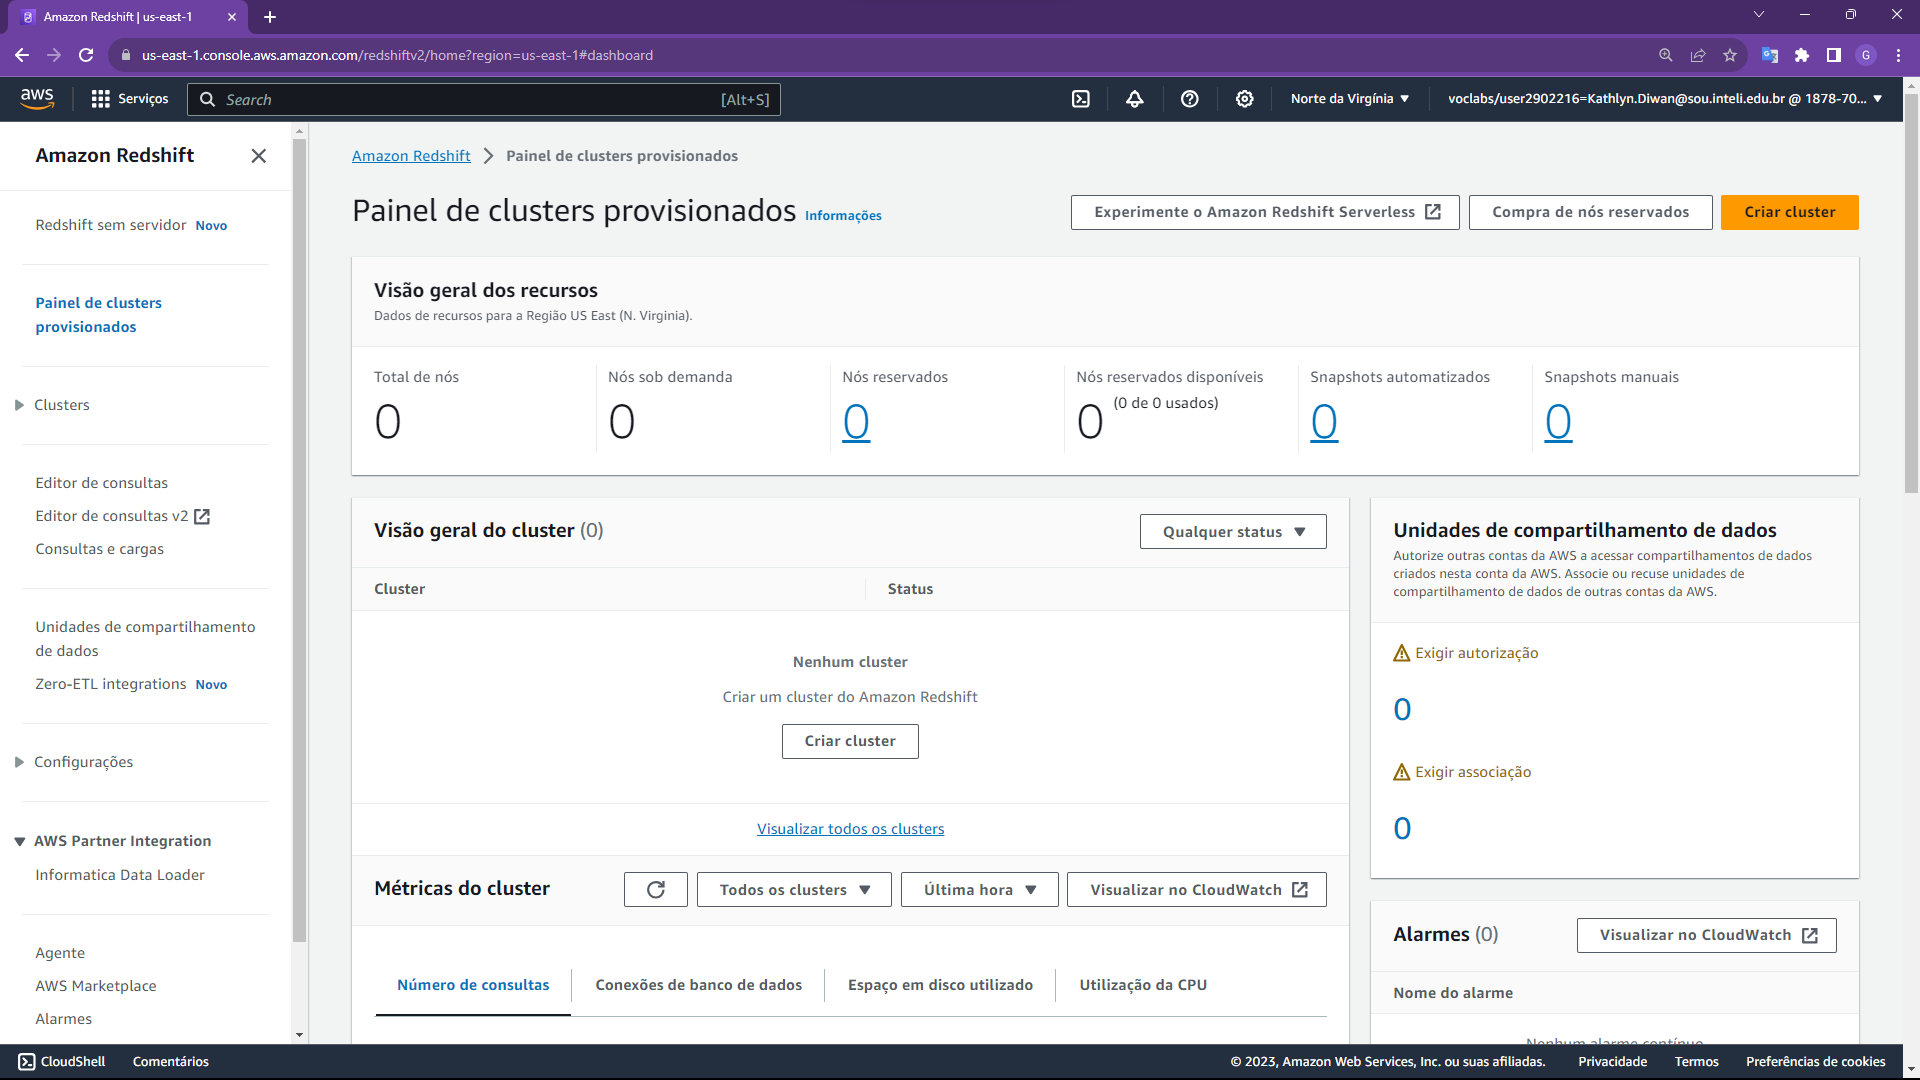 Amazon Redshift | us-east-1
us-east-1.console.aws.amazon.com/redshiftv2/home?region=us-east-1#dashboard
G
aws
Serviços
Search
[Alt+S]
Norte da Virgínia
voclabs/user2902216=Kathlyn.Diwan@sou.inteli.edu.br @ 1878-70...
Amazon Redshift
Redshift sem servidor Novo
Painel de clusters
provisionados
Clusters
Editor de consultas
Editor de consultas v2
Consultas e cargas
Unidades de compartilhamento
de dados
Zero-ETL integrations Novo
Configurações
AWS Partner Integration
Informatica Data Loader
Agente
AWS Marketplace
Alarmes
Amazon Redshift
Painel de clusters provisionados
Painel de clusters provisionados Informações
Experimente o Amazon Redshift Serverless
Compra de nós reservados
Criar cluster
Visão geral dos recursos
Dados de recursos para a Região US East (N. Virginia).
Total de nós
0
Nós sob demanda
0
Nós reservados
0
Nós reservados disponíveis
0 (0 de 0 usados)
Snapshots automatizados
0
Snapshots manuais
0
Visão geral do cluster (0)
Qualquer status
Cluster
Status
Nenhum cluster
Criar um cluster do Amazon Redshift
Criar cluster
Visualizar todos os clusters
Métricas do cluster
Todos os clusters
Última hora
Visualizar no CloudWatch
Número de consultas
Conexões de banco de dados
Espaço em disco utilizado
Utilização da CPU
Unidades de compartilhamento de dados
Autorize outras contas da AWS a acessar compartilhamentos de dados
criados nesta conta da AWS. Associe ou recuse unidades de
compartilhamento de dados de outras contas da AWS.
Exigir autorização
0
Exigir associação
0
Alarmes (0)
Visualizar no CloudWatch
Nome do alarme
Nenhum alarme contínuo
CloudShell
Comentários
© 2023, Amazon Web Services, Inc. ou suas afiliadas.
Privacidade
Termos
Preferências de cookies